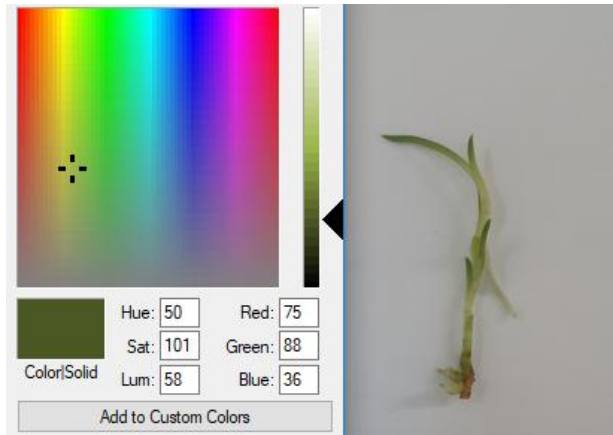 Hue: 50 Red: 75
Sat: 101 Green: 88
Color|Solid Lum: 58 Blue: 36
Add to Custom Colors